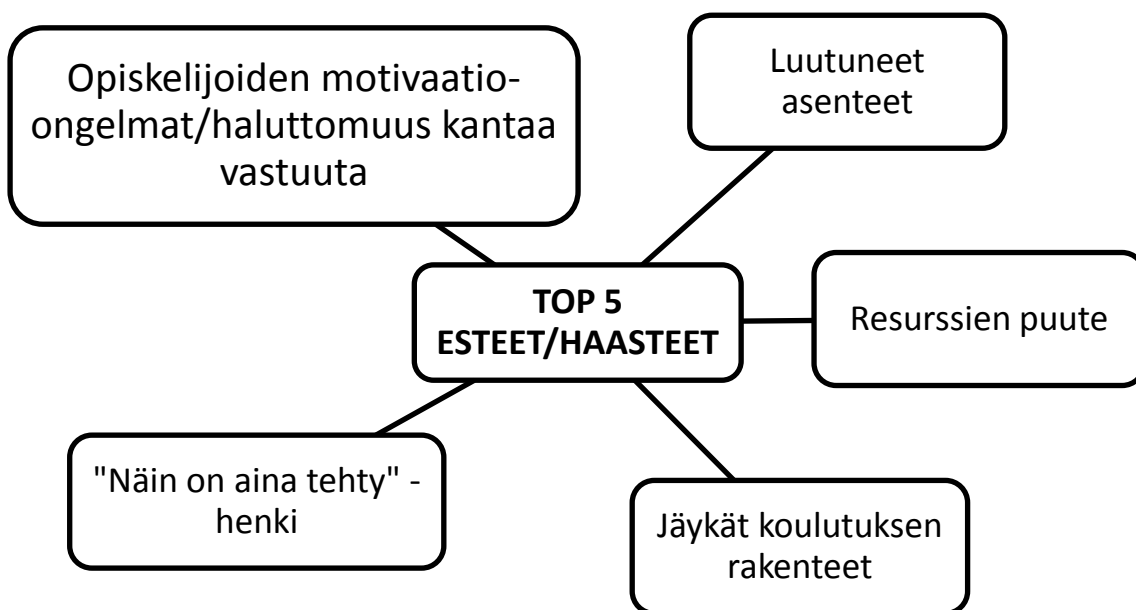 Opiskelijoiden motivaatio-
ongelmat/haluttomuus kantaa
vastuuta
Luutuneet
asenteet
TOP 5
ESTEET/HAASTEET
Resurssien puute
"Näin on aina tehty" -
henki
Jäykät koulutuksen
rakenteet